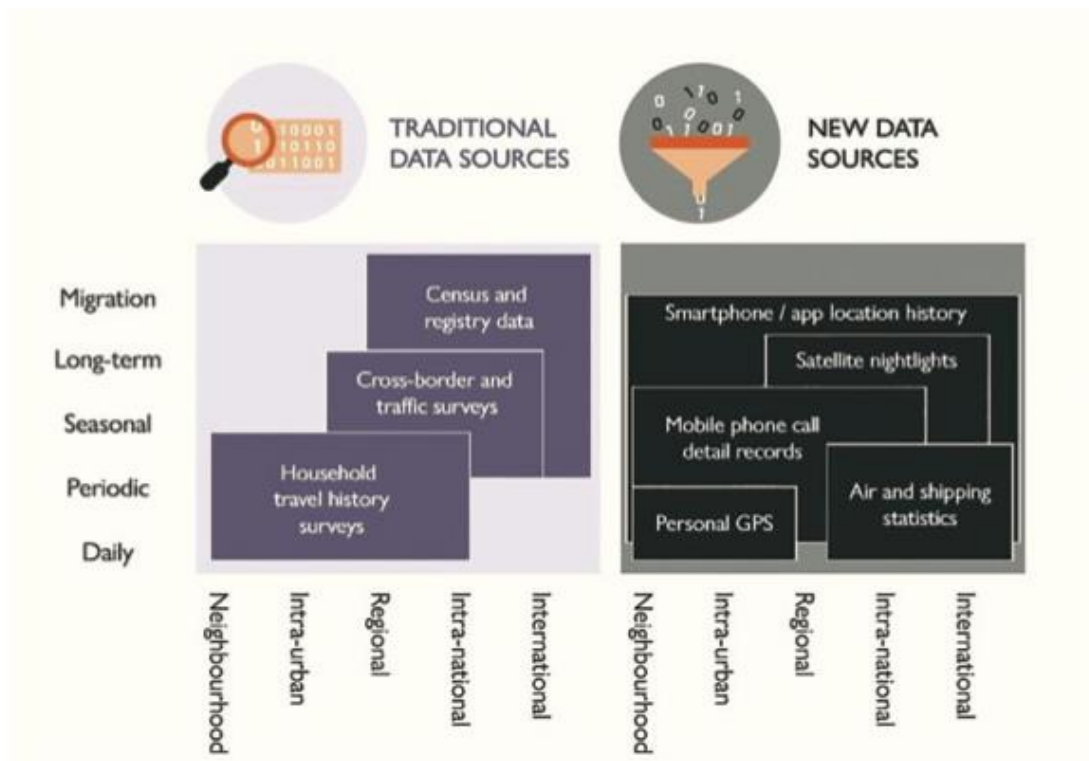 TRADITIONAL
DATA SOURCES
NEW DATA
SOURCES
Migration
Long-term
Seasonal
Periodic
Daily
Census and
registry data
Cross-border and
traffic surveys
Household
travel history
surveys
Smartphone / app location history
Satellite nightlights
Mobile phone call
detail records
Air and shipping
statistics
Personal GPS
Neighbourhood
Intra-urban
Regional
Intra-national
International
Neighbourhood
Intra-urban
Regional
Intra-national
International